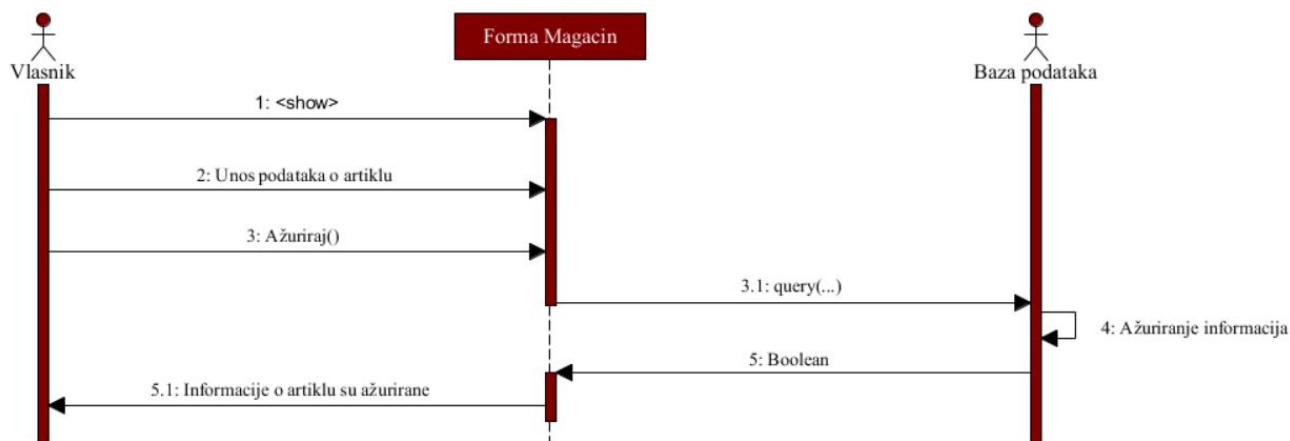 Forma Magacin
Vlasnik
Baza podataka
1: <show>
2: Unos podataka o artiklu
3: Ažuriraj()
3.1: query(...)
4: Ažuriranje informacija
5: Boolean
5.1: Informacije o artiklu su ažurirane